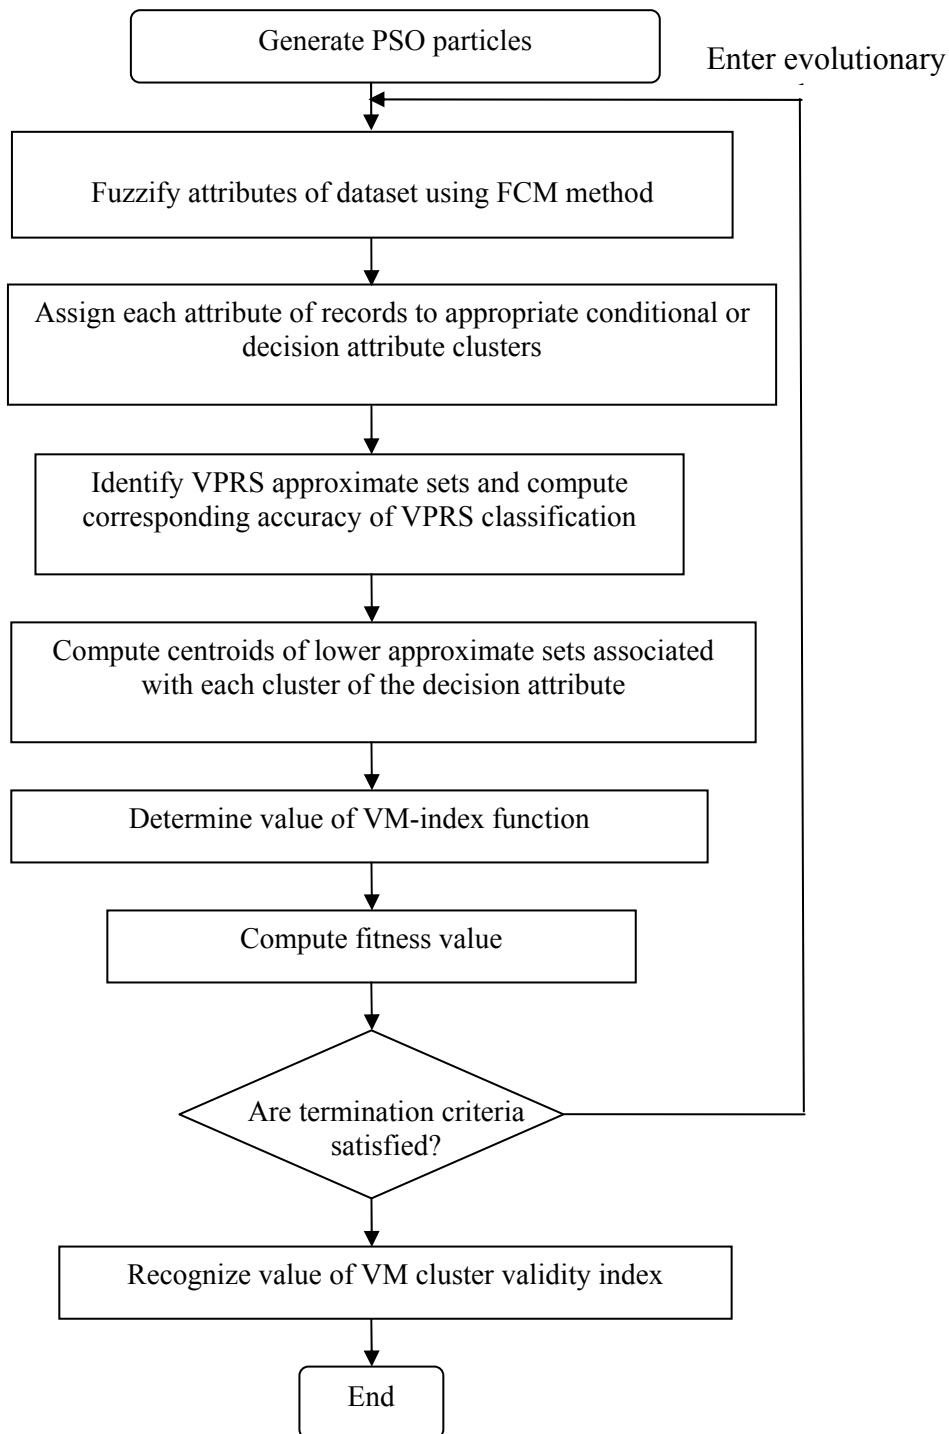 Generate PSO particles
Enter evolutionary
Fuzzify attributes of dataset using FCM method
Assign each attribute of records to appropriate conditional or
decision attribute clusters
Identify VPRS approximate sets and compute
corresponding accuracy of VPRS classification
Compute centroids of lower approximate sets associated
with each cluster of the decision attribute
Determine value of VM-index function
Compute fitness value
Are termination criteria
satisfied?
Recognize value of VM cluster validity index
End